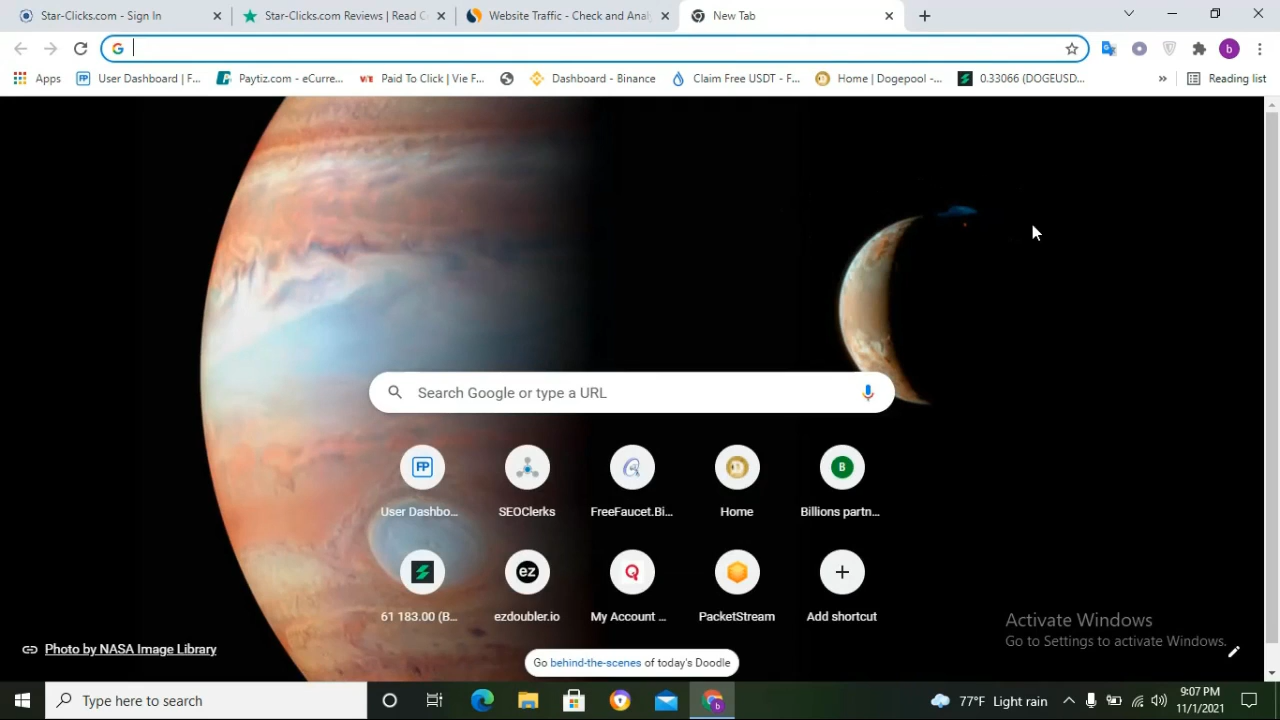 Star-Clicks.com - Sign In
Star-Clicks.com Reviews | Read C
Website Traffic - Check and Anal
New Tab
Apps
User Dashboard | F...
Paytiz.com - eCurre...
Paid To Click | Vie F...
Dashboard - Binance
Claim Free USDT - F...
Home | Dogepool -...
0.33066 (DOGEUSD...
»
Reading list
b
Search Google or type a URL
FP
User Dashbo...
SEOClerks
FreeFaucet.Bi...
Home
B
Billions partn...
61 183.00 (B...
ez
ezdoubler.io
My Account ...
PacketStream
Add shortcut
Activate Windows
Go to Settings to activate Windows.
Photo by NASA Image Library
Go behind-the-scenes of today's Doodle
Type here to search
77°F Light rain
9:07 PM
11/1/2021